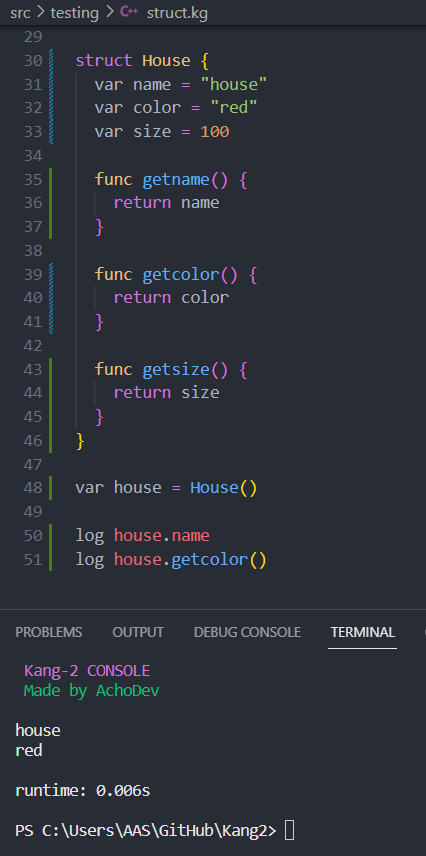 src > testing > C++ struct.kg
29
30 struct House {
31 var name = "house"
32 var color = "red"
33 var size = 100
34
35 func getname() {
36 return name
37 }
38
39 func getcolor() {
40 return color
41 }
42
43 func getsize() {
44 return size
45 }
46 }
47
48 var house = House()
49
50 log house.name
51 log house.getcolor()
PROBLEMS OUTPUT DEBUG CONSOLE TERMINAL
Kang-2 CONSOLE
Made by AchoDev
house
red
runtime: 0.006s
PS C:\Users\AAS\GitHub\Kang2>